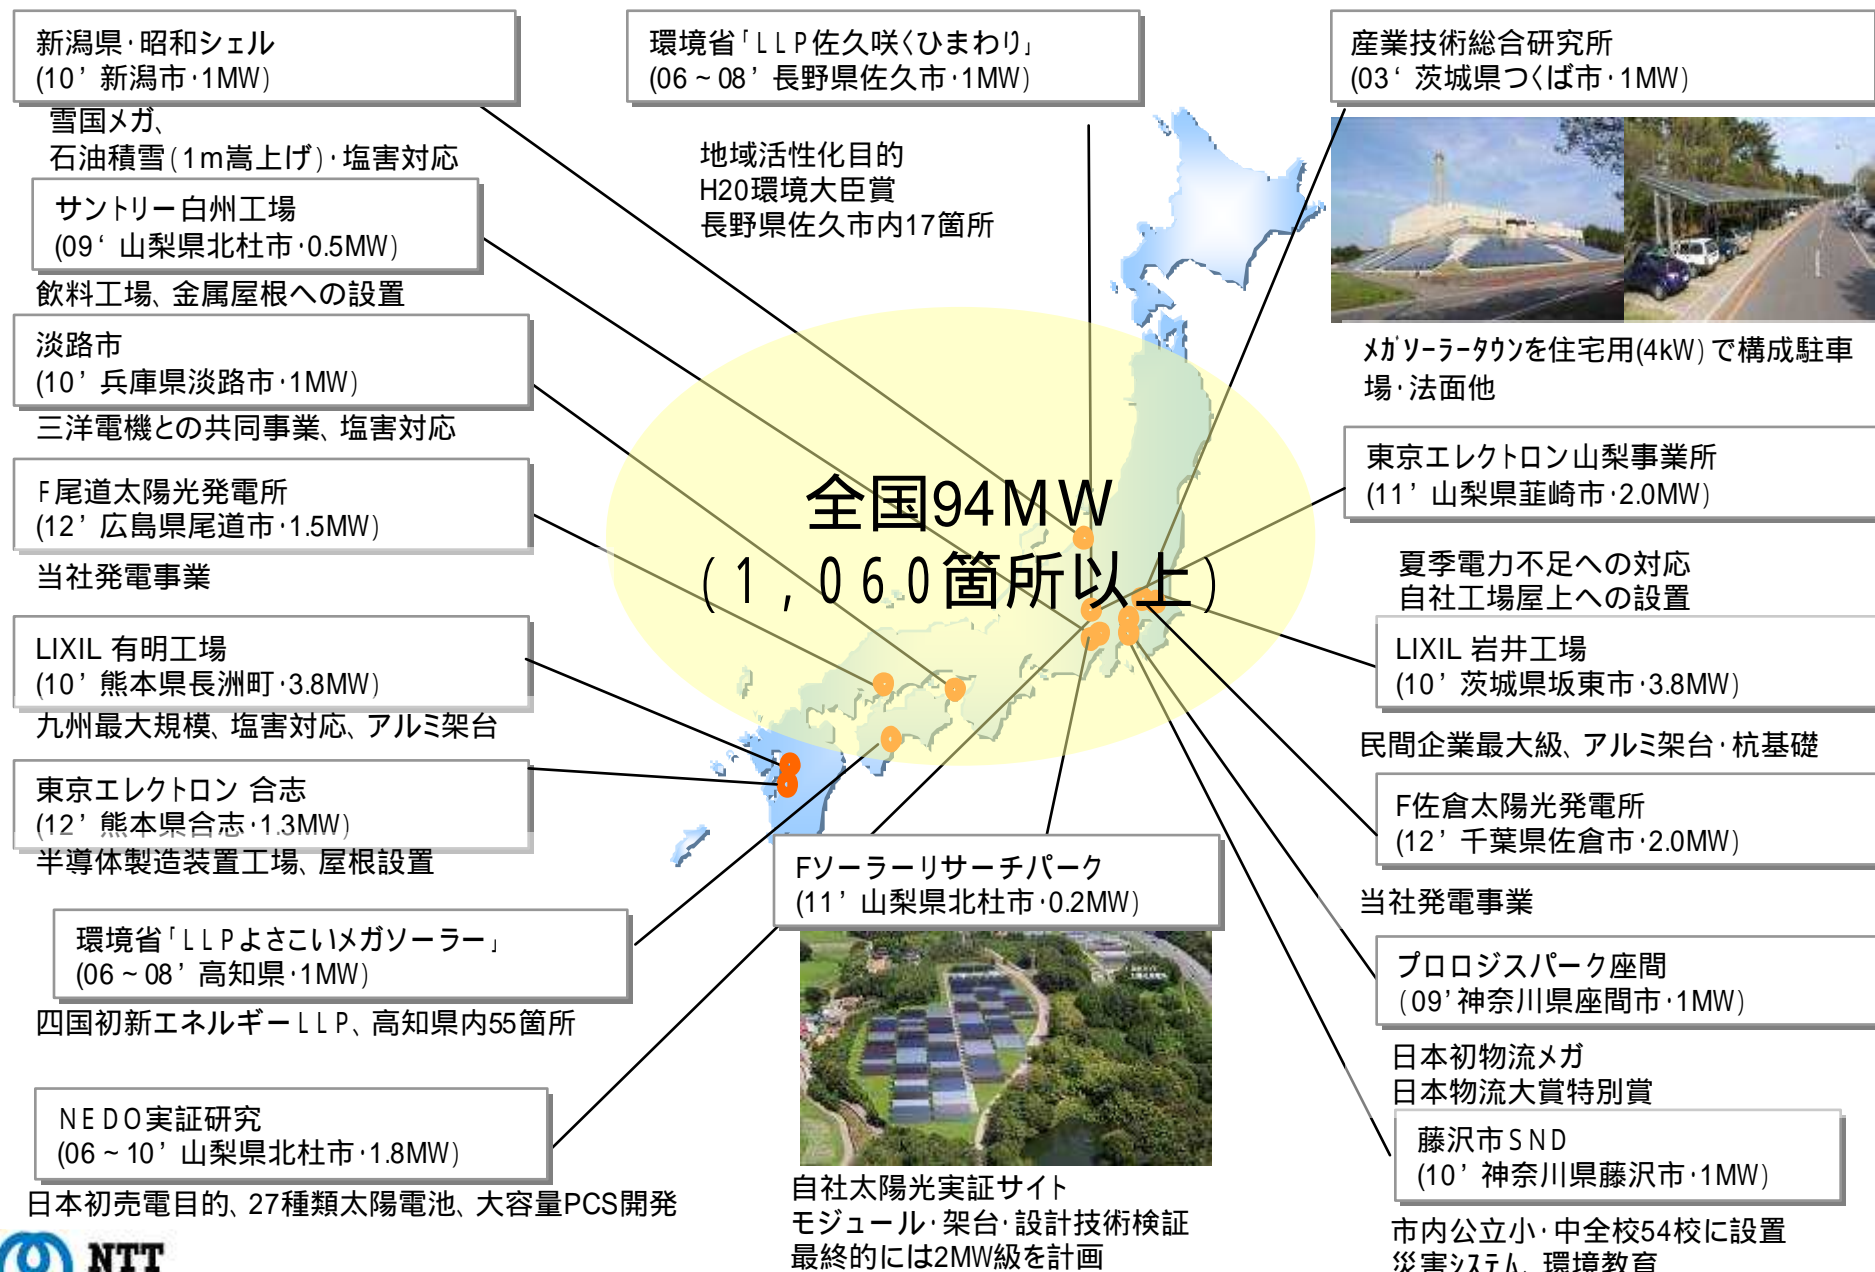 新潟県・昭和シェル
(10’ 新潟市・1MW)
雪国メガ、
石油積雪(1m嵩上げ)・塩害対応
サントリー白州工場
(09‘ 山梨県北杜市・0.5MW)
飲料工場、金属屋根への設置
淡路市
(10’ 兵庫県淡路市・1MW)
三洋電機との共同事業、塩害対応
F尾道太陽光発電所
(12’ 広島県尾道市・1.5MW)
当社発電事業
LIXIL 有明工場
(10’ 熊本県長洲町・3.8MW)
九州最大規模、塩害対応、アルミ架台
東京エレクトロン 合志
(12’ 熊本県合志・1.3MW)
半導体製造装置工場、屋根設置
環境省「LLPよさこいメガソーラー」
(06~08’ 高知県・1MW)
四国初新エネルギーLLP、高知県内55箇所
NEDO実証研究
(06~10’ 山梨県北杜市・1.8MW)
日本初売電目的、27種類太陽電池、大容量PCS開発
NTT
環境省「LLP佐久咲くひまわり」
(06~08’ 長野県佐久市・1MW)
地域活性化目的
H20環境大臣賞
長野県佐久市内17箇所
全国94MW
(1,060箇所以上)
Fソーラーリサーチパーク
(11’ 山梨県北杜市・0.2MW)
自社太陽光実証サイト
モジュール・架台・設計技術検証
最終的には2MW級を計画
産業技術総合研究所
(03‘ 茨城県つくば市・1MW)
ﾒｶﾞｿｰﾗｰﾀｳﾝを住宅用(4kW)で構成駐車
場・法面他
東京エレクトロン山梨事業所
(11’ 山梨県韮崎市・2.0MW)
夏季電力不足への対応
自社工場屋上への設置
LIXIL 岩井工場
(10’ 茨城県坂東市・3.8MW)
民間企業最大級、アルミ架台・杭基礎
F佐倉太陽光発電所
(12’ 千葉県佐倉市・2.0MW)
当社発電事業
プロロジスパーク座間
(09’神奈川県座間市・1MW)
日本初物流メガ
日本物流大賞特別賞
藤沢市SND
(10’ 神奈川県藤沢市・1MW)
市内公立小・中全校54校に設置
災害ｼｽﾃﾑ、環境教育